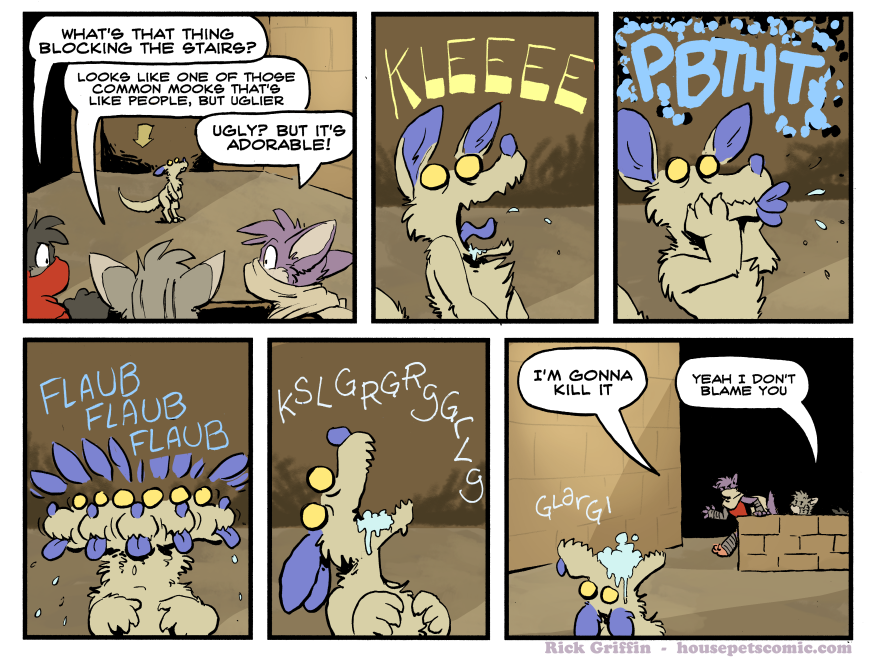 WHAT'S THAT THING
BLOCKING THE STAIRS?
LOOKS LIKE ONE OF THOSE
COMMON MOOKS THAT'S
LIKE PEOPLE, BUT UGLIER
UGLY? BUT IT'S
ADORABLE!
KLEEEE
PBTHT
FLAUB
FLAUB
FLAUB
KSLGRGRgGrLg
I'M GONNA
KILL IT
YEAH I DON'T
BLAME YOU
GLarGl
Rick Griffin - housepetscomic.com